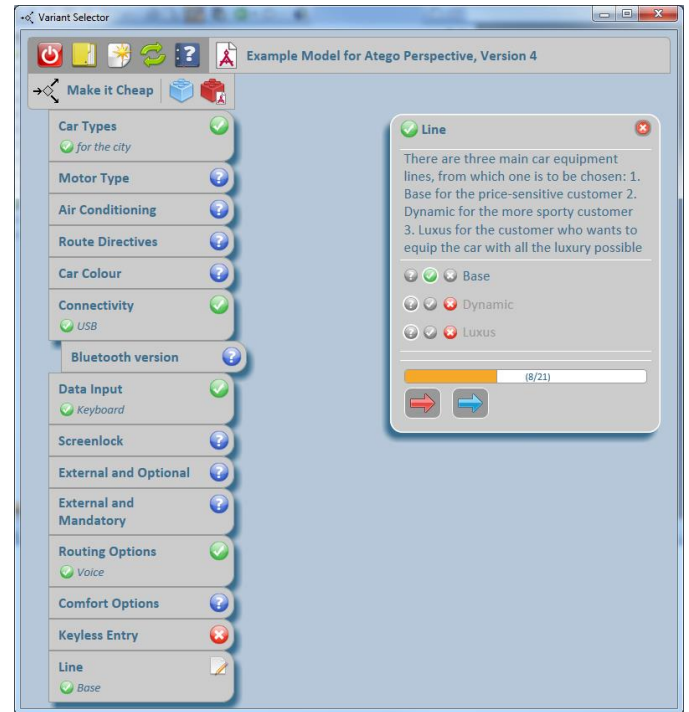 Variant Selector
Example Model for Atego Perspective, Version 4
Make it Cheap
Car Types
for the city
Motor Type
Air Conditioning
Route Directives
Car Colour
Connectivity
USB
Bluetooth version
Data Input
Keyboard
Screenlock
External and Optional
External and
Mandatory
Routing Options
Voice
Comfort Options
Keyless Entry
Line
Base
Line
There are three main car equipment
lines, from which one is to be chosen: 1.
Base for the price-sensitive customer 2.
Dynamic for the more sporty customer
3. Luxus for the customer who wants to
equip the car with all the luxury possible
Base
Dynamic
Luxus
(8/21)